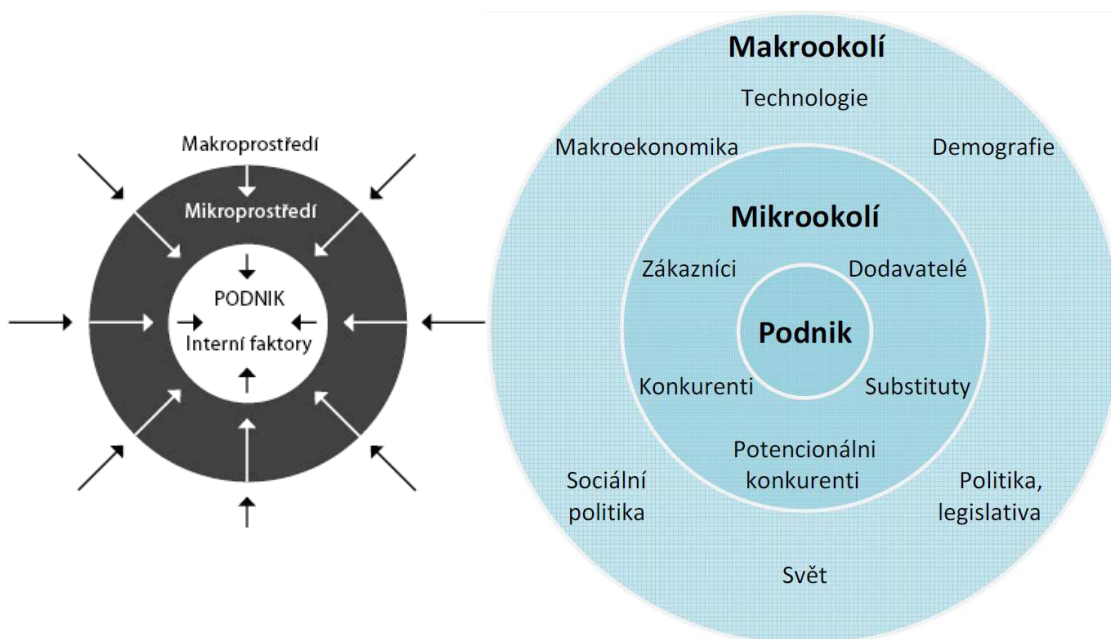 Makroprostředí
Mikroprostředí
PODNIK
Interní faktory
Makrookolí
Technologie
Makroekonomika
Demografie
Mikrookolí
Zákazníci
Dodavatelé
Podnik
Konkurenti
Substituty
Potencionálni
konkurenti
Sociální
politika
Politika,
legislativa
Svět